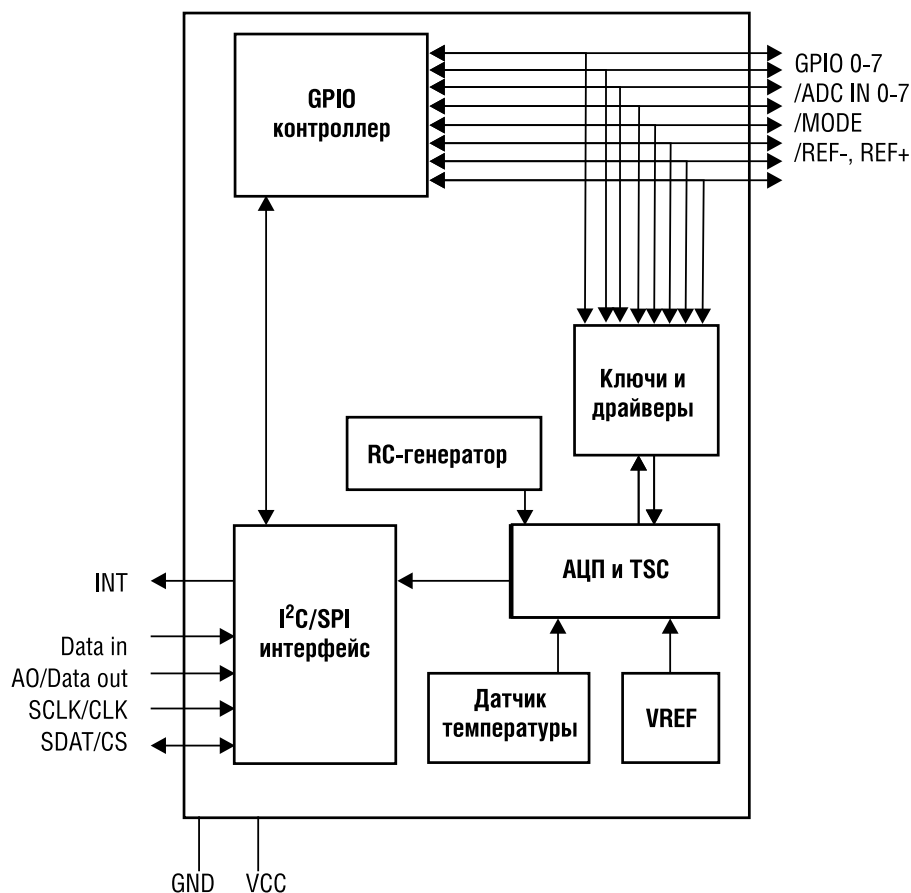 GPIO
контроллер
GPIO 0-7
/ADC IN 0-7
/MODE
/REF-, REF+
Ключи и
драйверы
RC-генератор
АЦП и TSC
I²C/SPI
интерфейс
INT
Data in
AO/Data out
SCLK/CLK
SDAT/CS
Датчик
температуры
VREF
GND
VCC